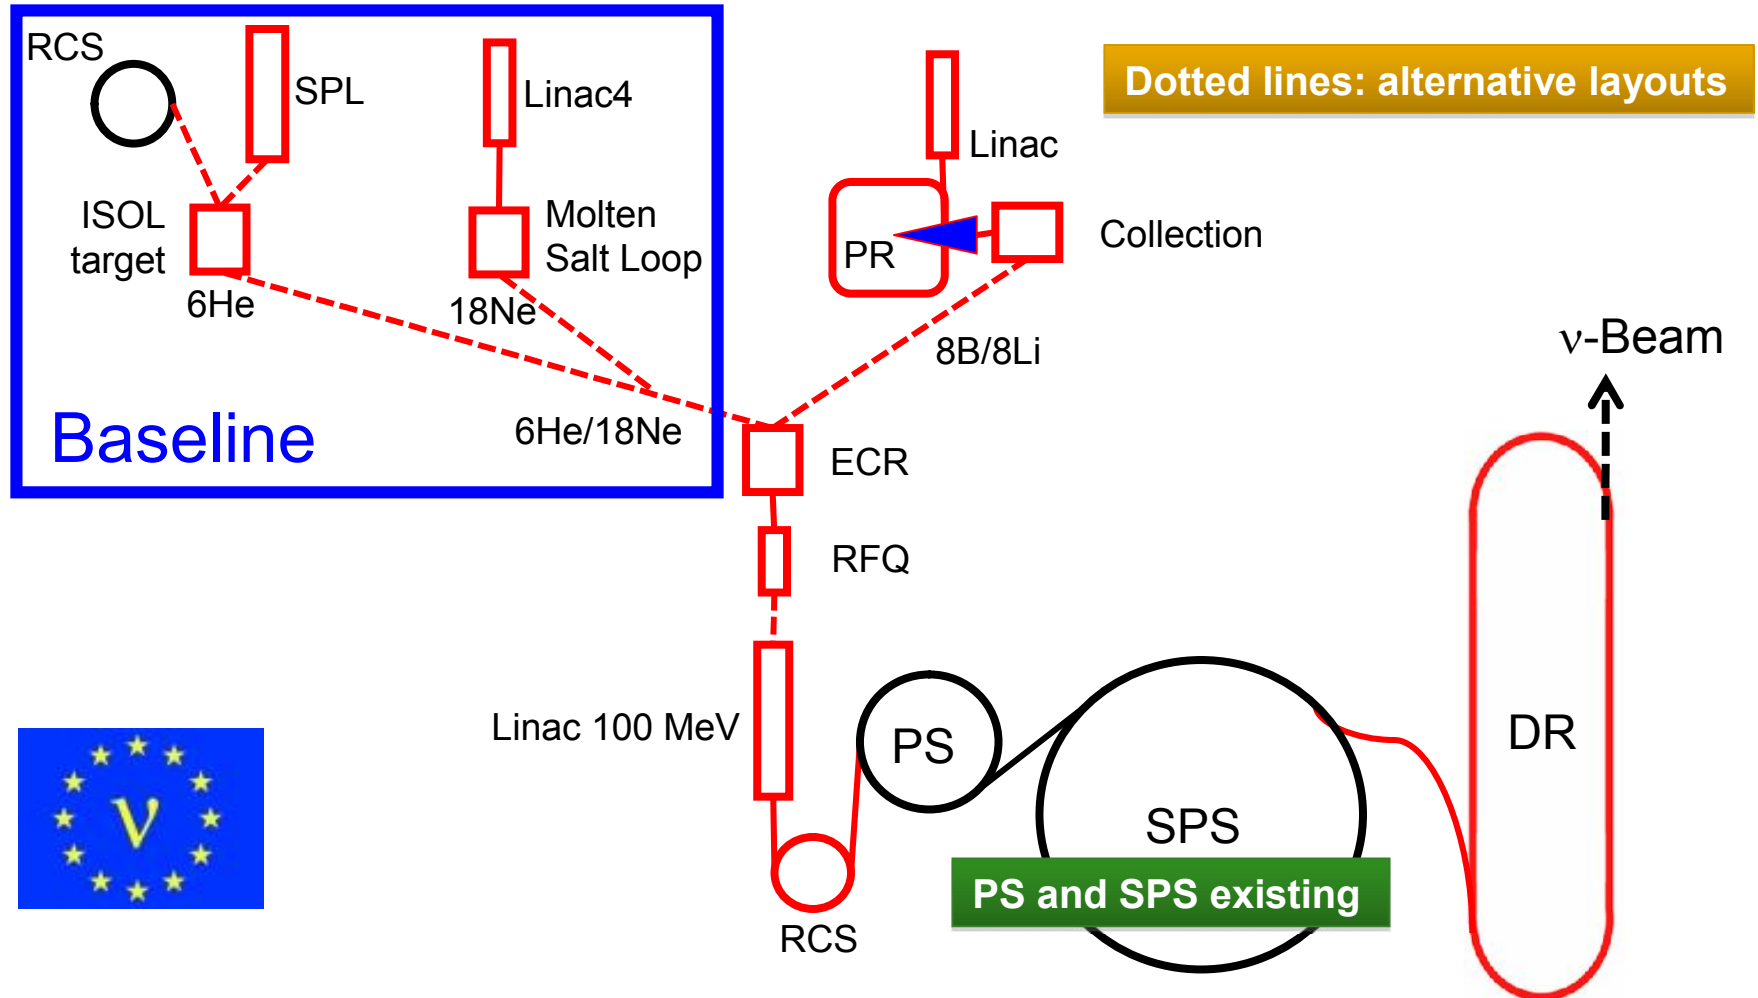 RCS
SPL
Linac4
Dotted lines: alternative layouts
Linac
ISOL
target
Molten
Salt Loop
PR
Collection
6He
18Ne
8B/8Li
ν-Beam
Baseline
6He/18Ne
ECR
RFQ
Linac 100 MeV
PS
DR
SPS
ν
PS and SPS existing
RCS